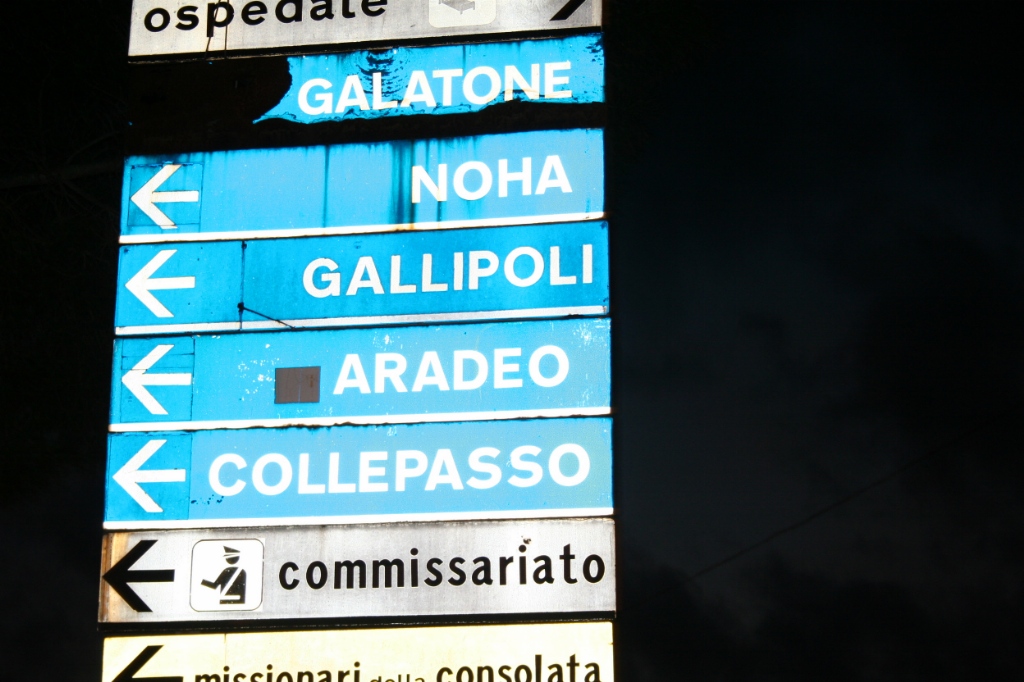 ospedale
GALATONE
NOHA
GALLIPOLI
ARADEO
COLLEPASSO
commissariato
missionari della consolata